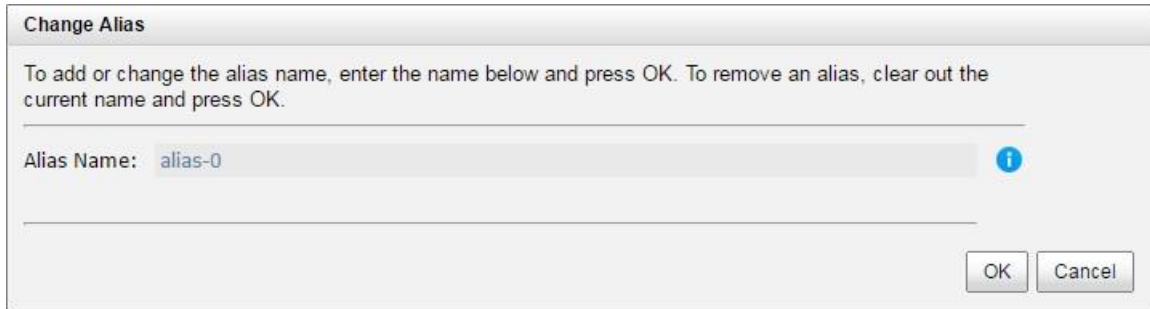 Change Alias
To add or change the alias name, enter the name below and press OK. To remove an alias, clear out the
current name and press OK.
Alias Name: alias-0
OK Cancel